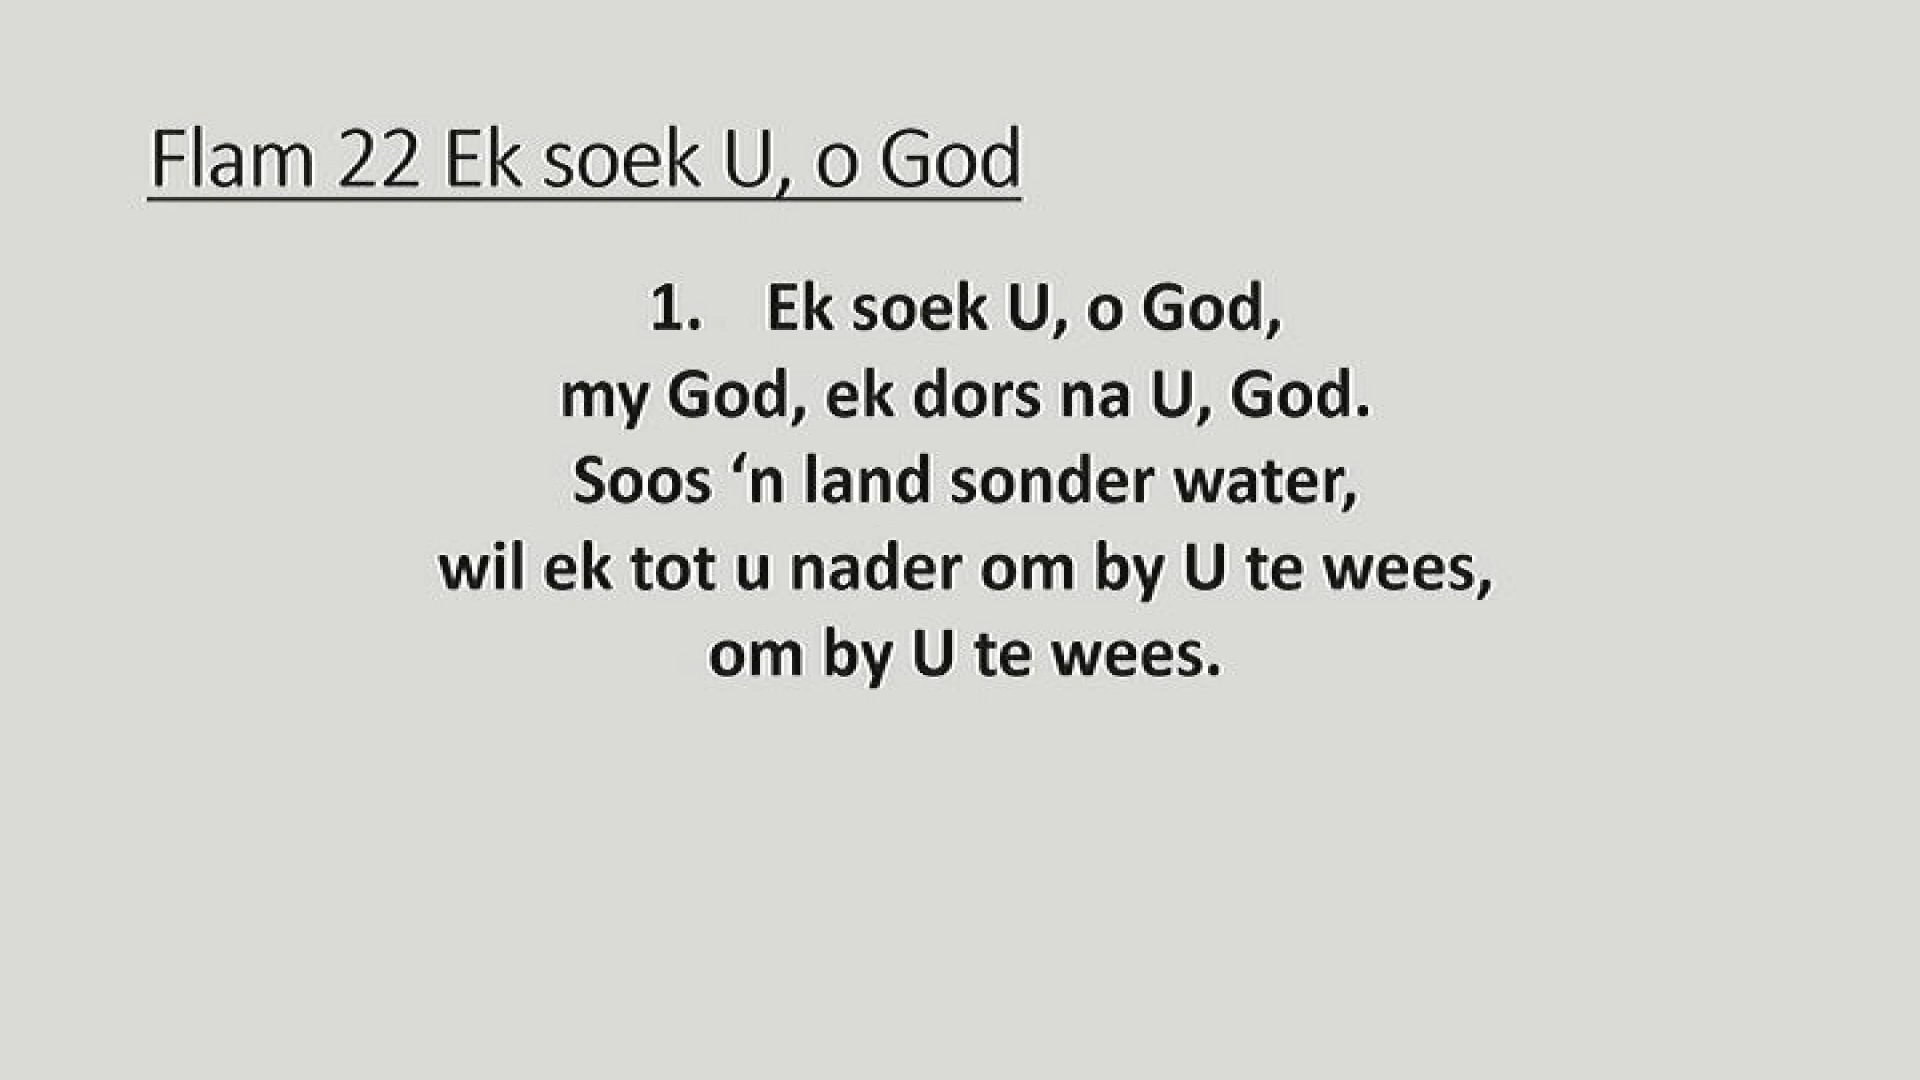 Flam 22 Ek soek U, o God
1. Ek soek U, o God,
my God, ek dors na U, God.
Soos ‘n land sonder water,
wil ek tot u nader om by U te wees,
om by U te wees.